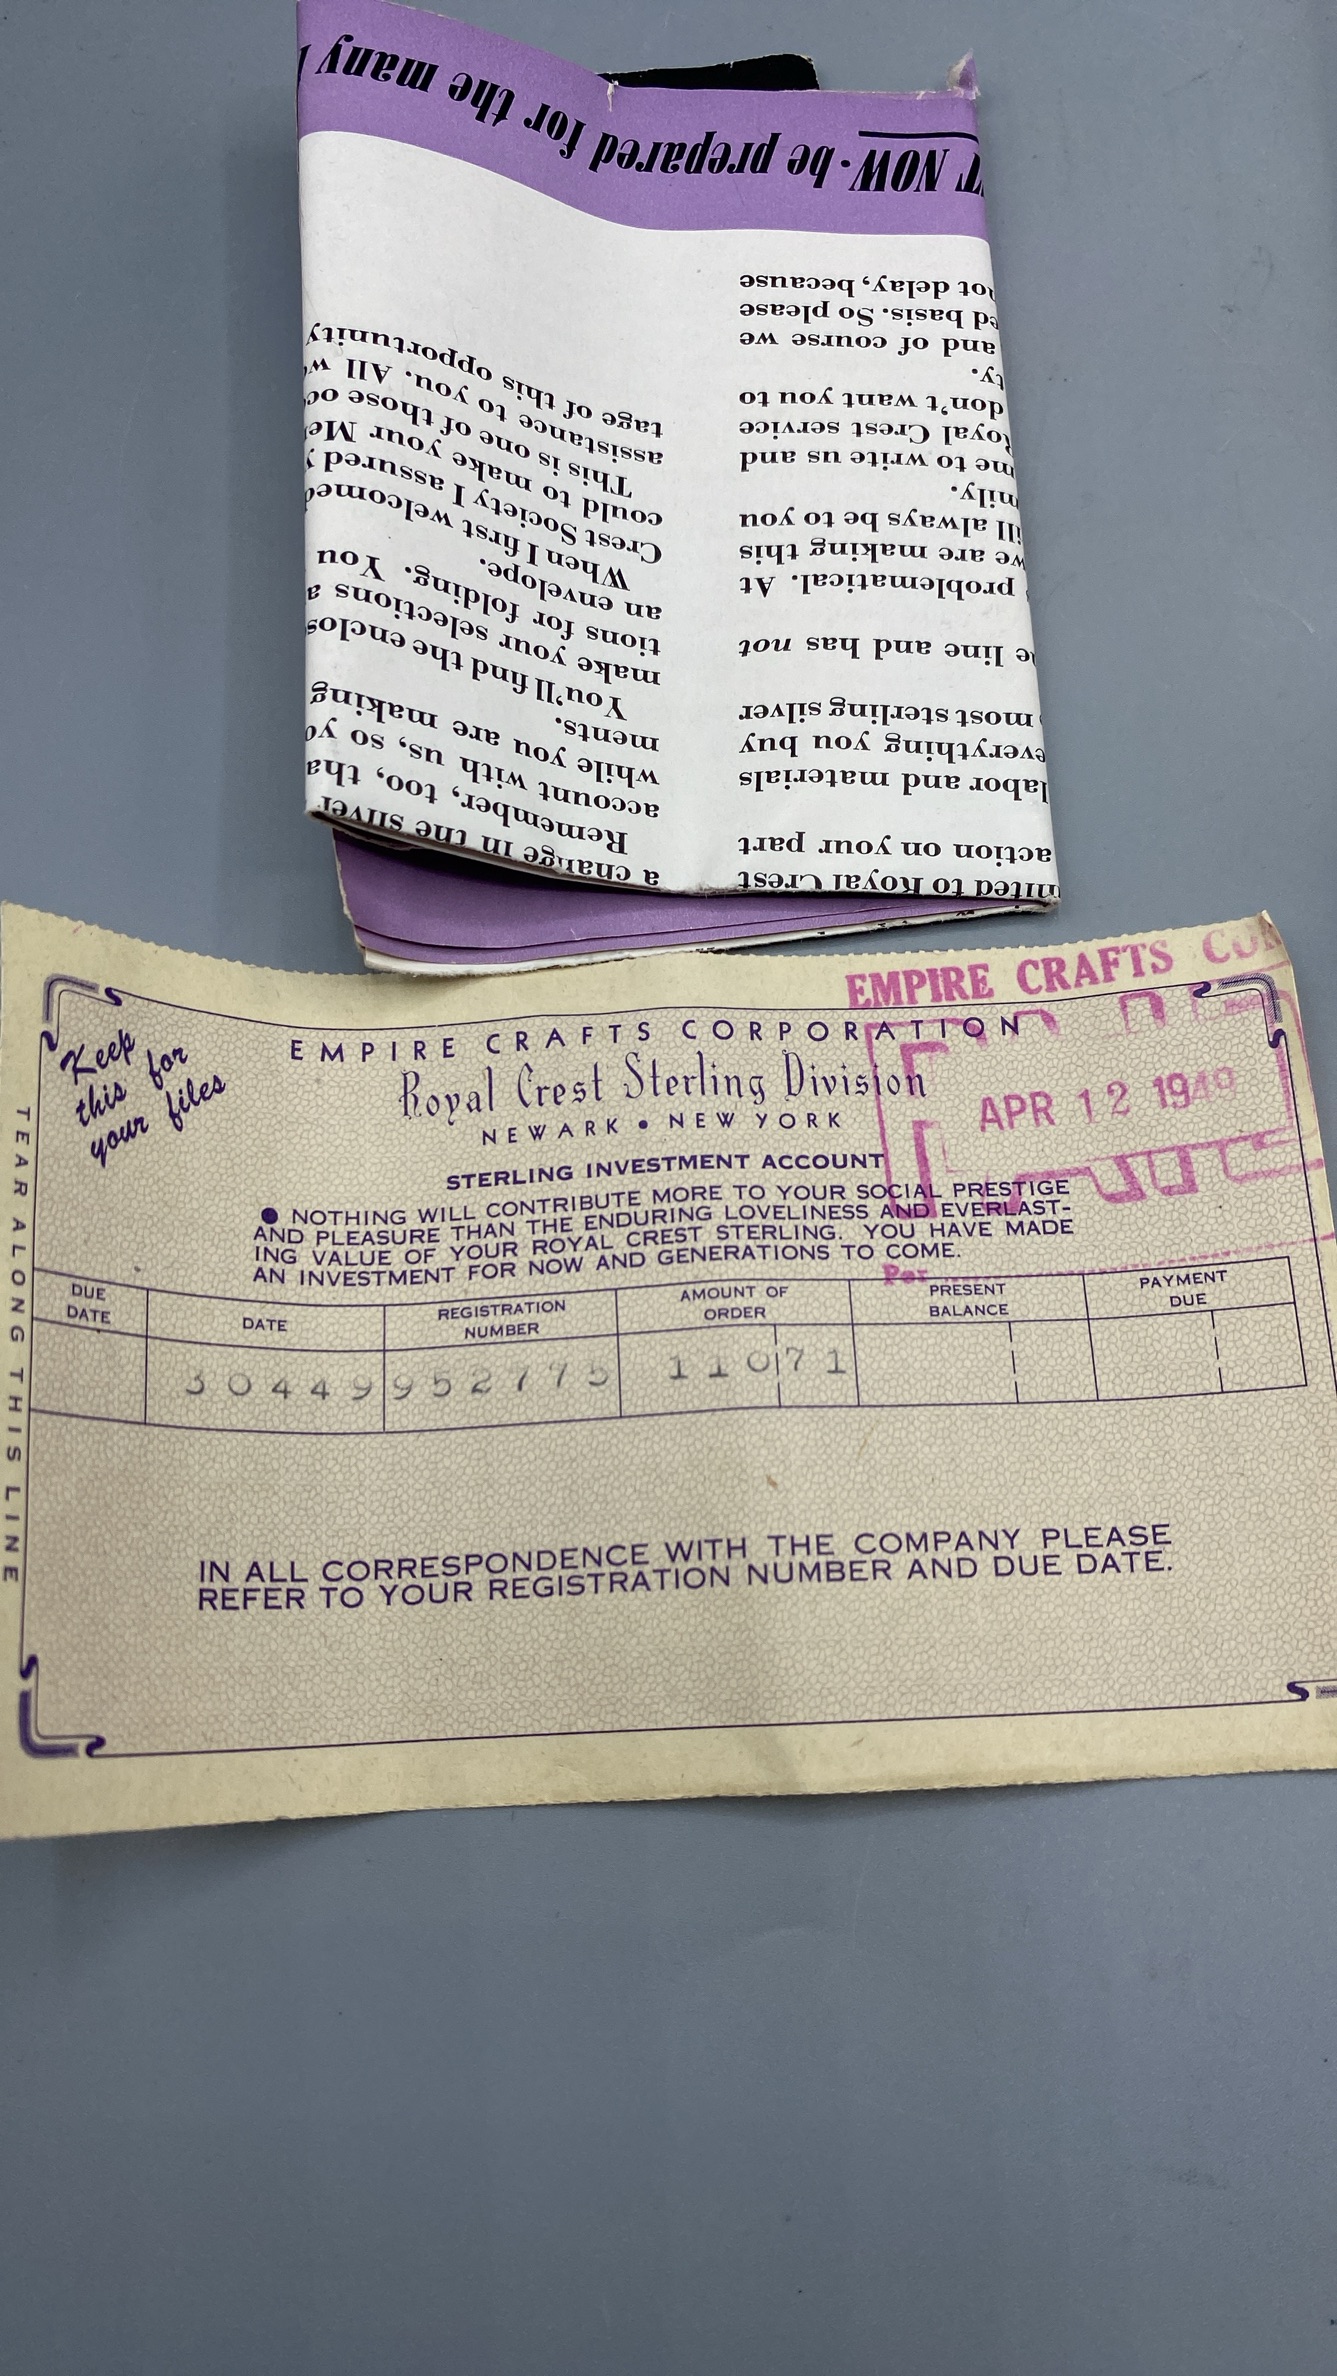 nited to Royal Crest
action on your part
labor and materials
everything you buy
most sterling silver
line and has not
problematical. At
we are making this
ill always be to you
mily.
me to write us and
Royal Crest service
don't want you to
ty.
and of course we
ed basis. So please
not delay, because
a change in the silver
Remember, too, tha
account with us, so yo
while you are making
ments.
You'll find the enclos
make your selections a
tions for folding. You
an envelope.
When I first welcomed
Crest Society I assured y
could to make your Me
This is one of those oc
assistance to you. All w
tage of this opportunity
NOW - be prepared for the many
EMPIRE CRAFTS COR
Keep
this for
your files
EMPIRE CRAFTS CORPORATION
Royal Crest Sterling Division
NEWARK • NEW YORK
APR 12 1949
STERLING INVESTMENT ACCOUNT
● NOTHING WILL CONTRIBUTE MORE TO YOUR SOCIAL PRESTIGE
AND PLEASURE THAN THE ENDURING LOVELINESS AND EVERLAST-
ING VALUE OF YOUR ROYAL CREST STERLING. YOU HAVE MADE
AN INVESTMENT FOR NOW AND GENERATIONS TO COME.
Per
DUE DATE
DATE
REGISTRATION NUMBER
AMOUNT OF ORDER
PRESENT BALANCE
PAYMENT DUE
30449 952775 110 71
IN ALL CORRESPONDENCE WITH THE COMPANY PLEASE
REFER TO YOUR REGISTRATION NUMBER AND DUE DATE.
TEAR ALONG THIS LINE